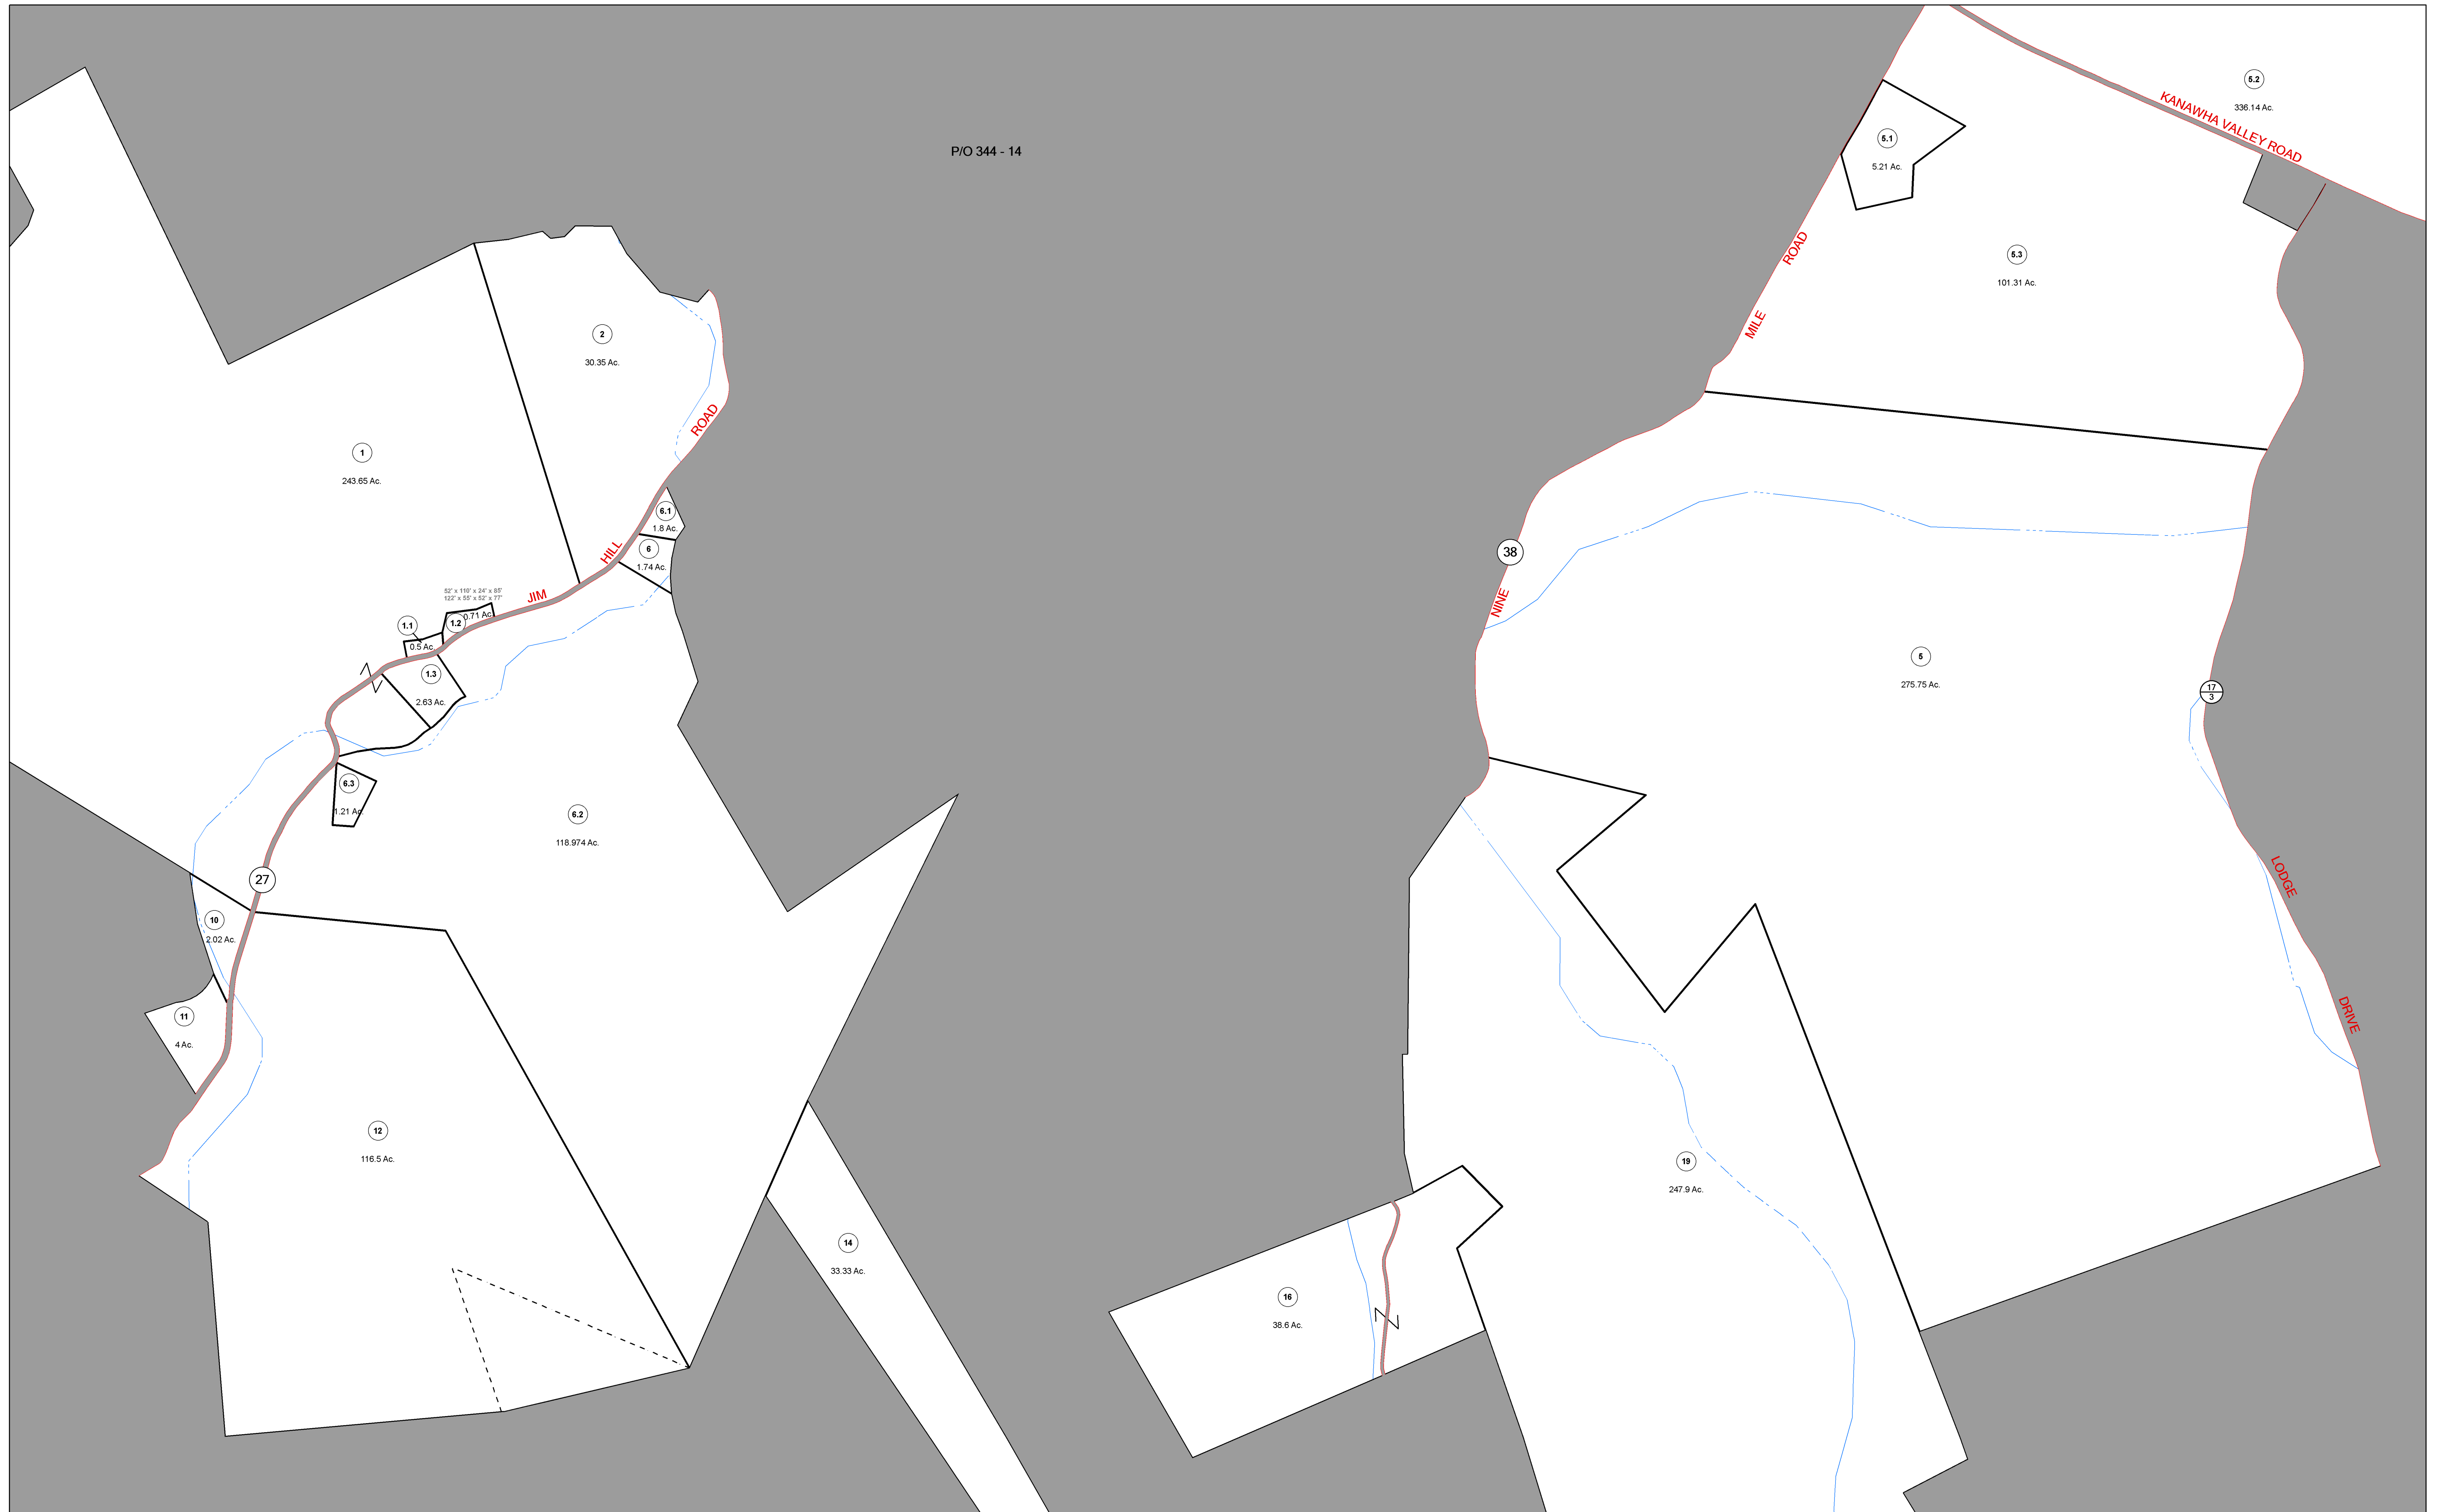 5.2
336.14 Ac.
KANAWHA VALLEY ROAD
5.1
5.21 Ac.
P/O 344 - 14
5.3
101.31 Ac.
NINE MILE ROAD
2
30.35 Ac.
1
243.65 Ac.
JIM HILL ROAD
6.1
1.8 Ac.
6
1.74 Ac.
38
52' x 110' x 24' x 85'
122' x 55' x 52' x 77'
0.71 Ac.
1.2
1.1
0.5 Ac.
1.3
2.63 Ac.
5
275.75 Ac.
17
3
6.3
1.21 Ac.
6.2
118.974 Ac.
27
LODGE DRIVE
10
2.02 Ac.
11
4 Ac.
12
116.5 Ac.
19
247.9 Ac.
14
33.33 Ac.
16
38.6 Ac.